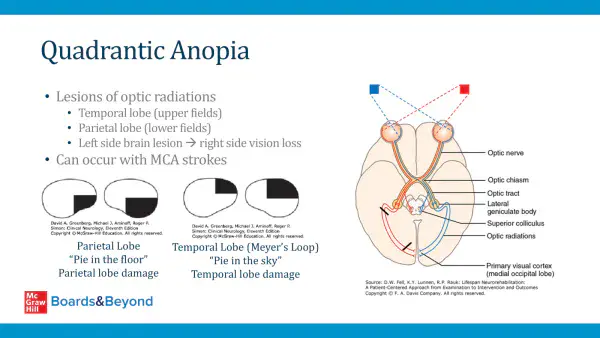 Quadrantic Anopia
• Lesions of optic radiations
• Temporal lobe (upper fields)
• Parietal lobe (lower fields)
• Left side brain lesion → right side vision loss
• Can occur with MCA strokes
David A. Greenberg, Michael J. Aminoff, Roger P.
Simon: Clinical Neurology, Eleventh Edition
Copyright © McGraw-Hill Education. All rights reserved.
Parietal Lobe
“Pie in the floor”
Parietal lobe damage
David A. Greenberg, Michael J. Aminoff, Roger P.
Simon: Clinical Neurology, Eleventh Edition
Copyright © McGraw-Hill Education. All rights reserved.
Temporal Lobe (Meyer’s Loop)
“Pie in the sky”
Temporal lobe damage
Optic nerve
Optic chiasm
Optic tract
Lateral
geniculate body
Superior colliculus
Optic radiations
Primary visual cortex
(medial occipital lobe)
Source: D.W. Fell, K.Y. Lunnen, R.P. Rauk: Lifespan Neurorehabilitation:
A Patient-Centered Approach from Examination to Intervention and Outcomes
Copyright © F. A. Davis Company. All rights reserved.
Mc
Graw
Hill
Boards&Beyond